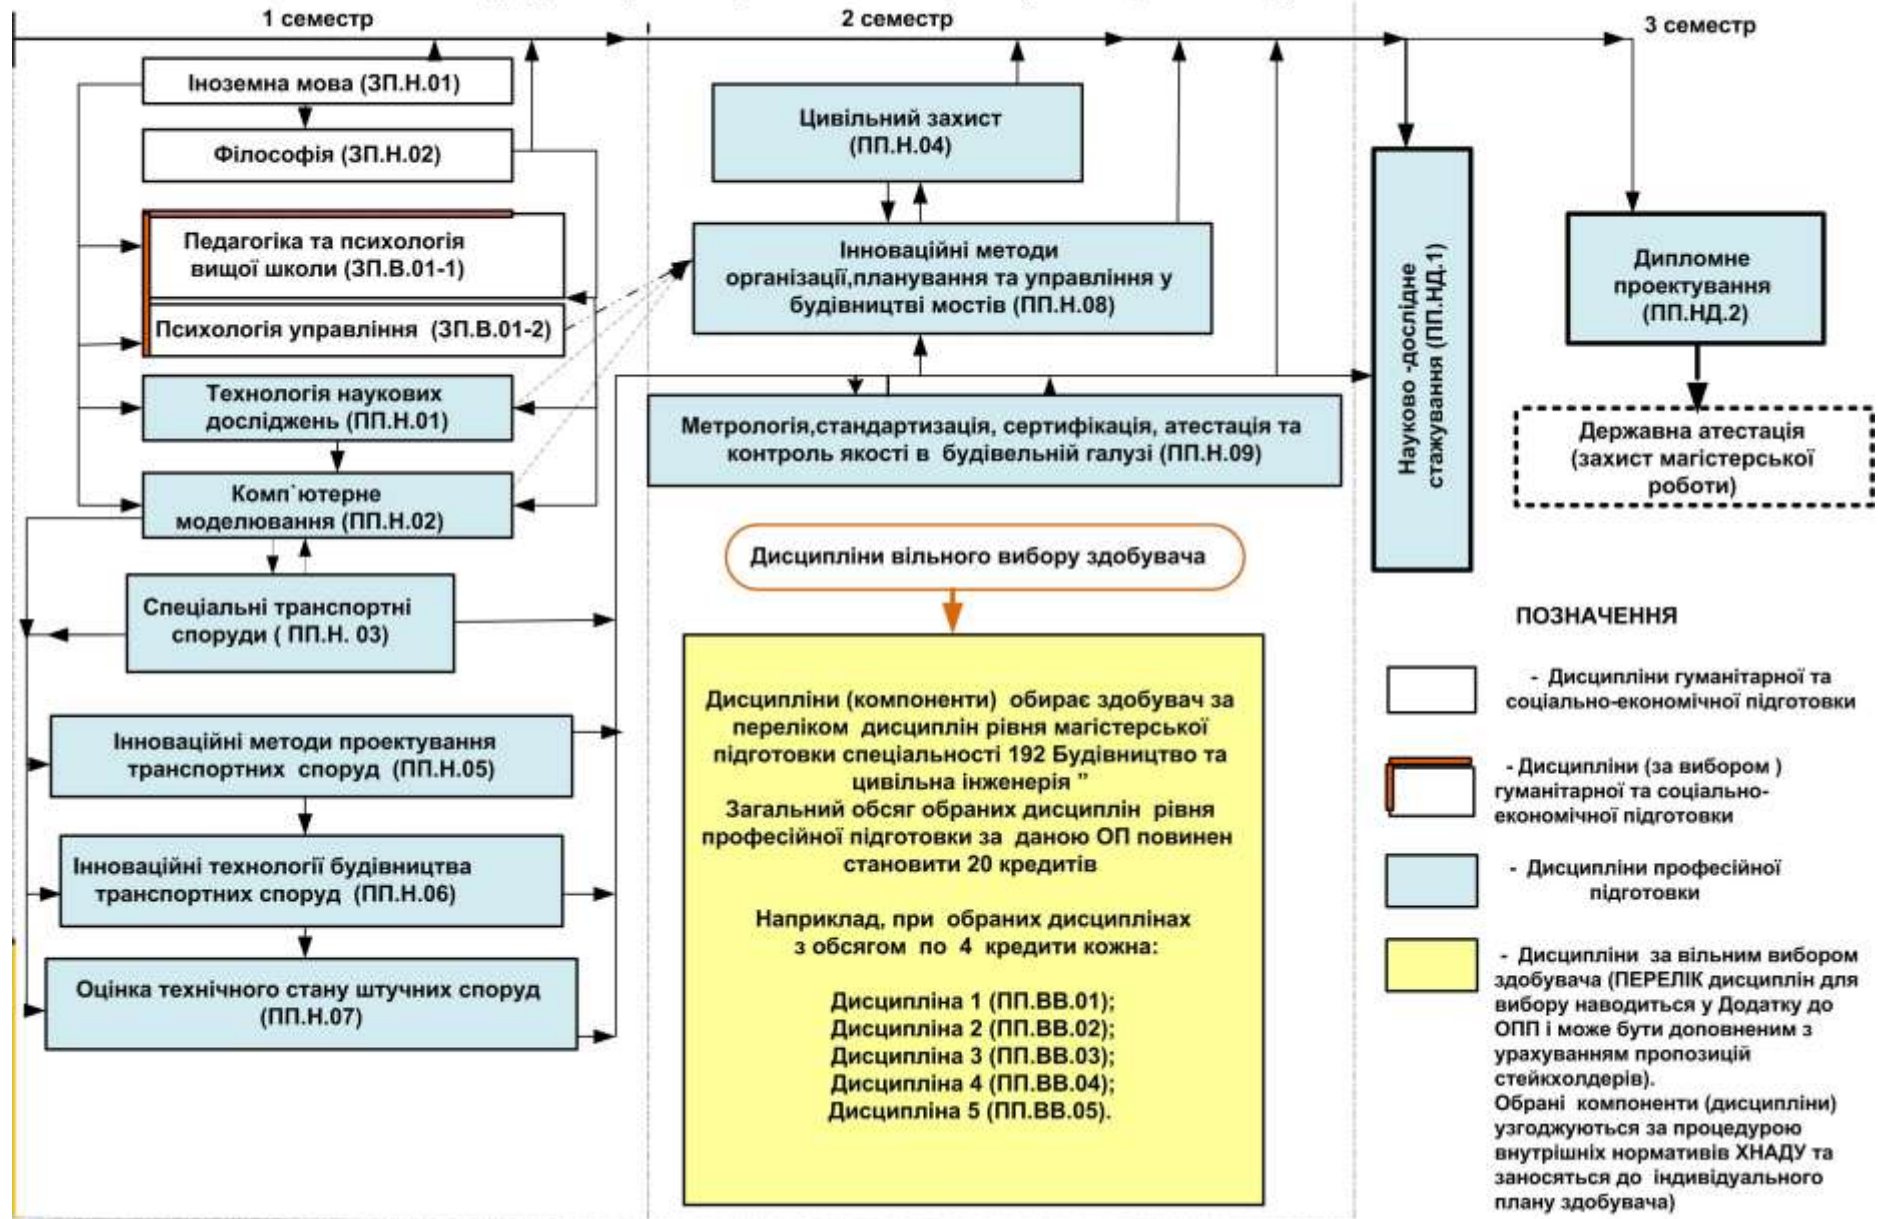 1 семестр
2 семестр
3 семестр
Іноземна мова (ЗП.Н.01)
Філософія (ЗП.Н.02)
Педагогіка та психологія
вищої школи (ЗП.В.01-1)
Психологія управління (ЗП.В.01-2)
Технологія наукових
досліджень (ПП.Н.01)
Комп`ютерне
моделювання (ПП.Н.02)
Спеціальні транспортні
споруди ( ПП.Н. 03)
Інноваційні методи проектування
транспортних споруд (ПП.Н.05)
Інноваційні технології будівництва
транспортних споруд (ПП.Н.06)
Оцінка технічного стану штучних споруд
(ПП.Н.07)
Цивільний захист
(ПП.Н.04)
Інноваційні методи
організації,планування та управління у
будівництві мостів (ПП.Н.08)
Метрологія,стандартизація, сертифікація, атестація та
контроль якості в будівельній галузі (ПП.Н.09)
Дисципліни вільного вибору здобувача
Дисципліни (компоненти) обирає здобувач за
переліком дисциплін рівня магістерської
підготовки спеціальності 192 Будівництво та
цивільна інженерія ”
Загальний обсяг обраних дисциплін рівня
професійної підготовки за даною ОП повинен
становити 20 кредитів
Наприклад, при обраних дисциплінах
з обсягом по 4 кредити кожна:
Дисципліна 1 (ПП.ВВ.01);
Дисципліна 2 (ПП.ВВ.02);
Дисципліна 3 (ПП.ВВ.03);
Дисципліна 4 (ПП.ВВ.04);
Дисципліна 5 (ПП.ВВ.05).
Науково -дослідне
стажування (ПП.НД.1)
Дипломне
проектування
(ПП.НД.2)
Державна атестація
(захист магістерської
роботи)
ПОЗНАЧЕННЯ
- Дисципліни гуманітарної та
соціально-економічної підготовки
- Дисципліни (за вибором )
гуманітарної та соціально-
економічної підготовки
- Дисципліни професійної
підготовки
- Дисципліни за вільним вибором
здобувача (ПЕРЕЛІК дисциплін для
вибору наводиться у Додатку до
ОПП і може бути доповненим з
урахуванням пропозицій
стейкхолдерів).
Обрані компоненти (дисципліни)
узгоджуються за процедурою
внутрішніх нормативів ХНАДУ та
заносяться до індивідуального
плану здобувача)